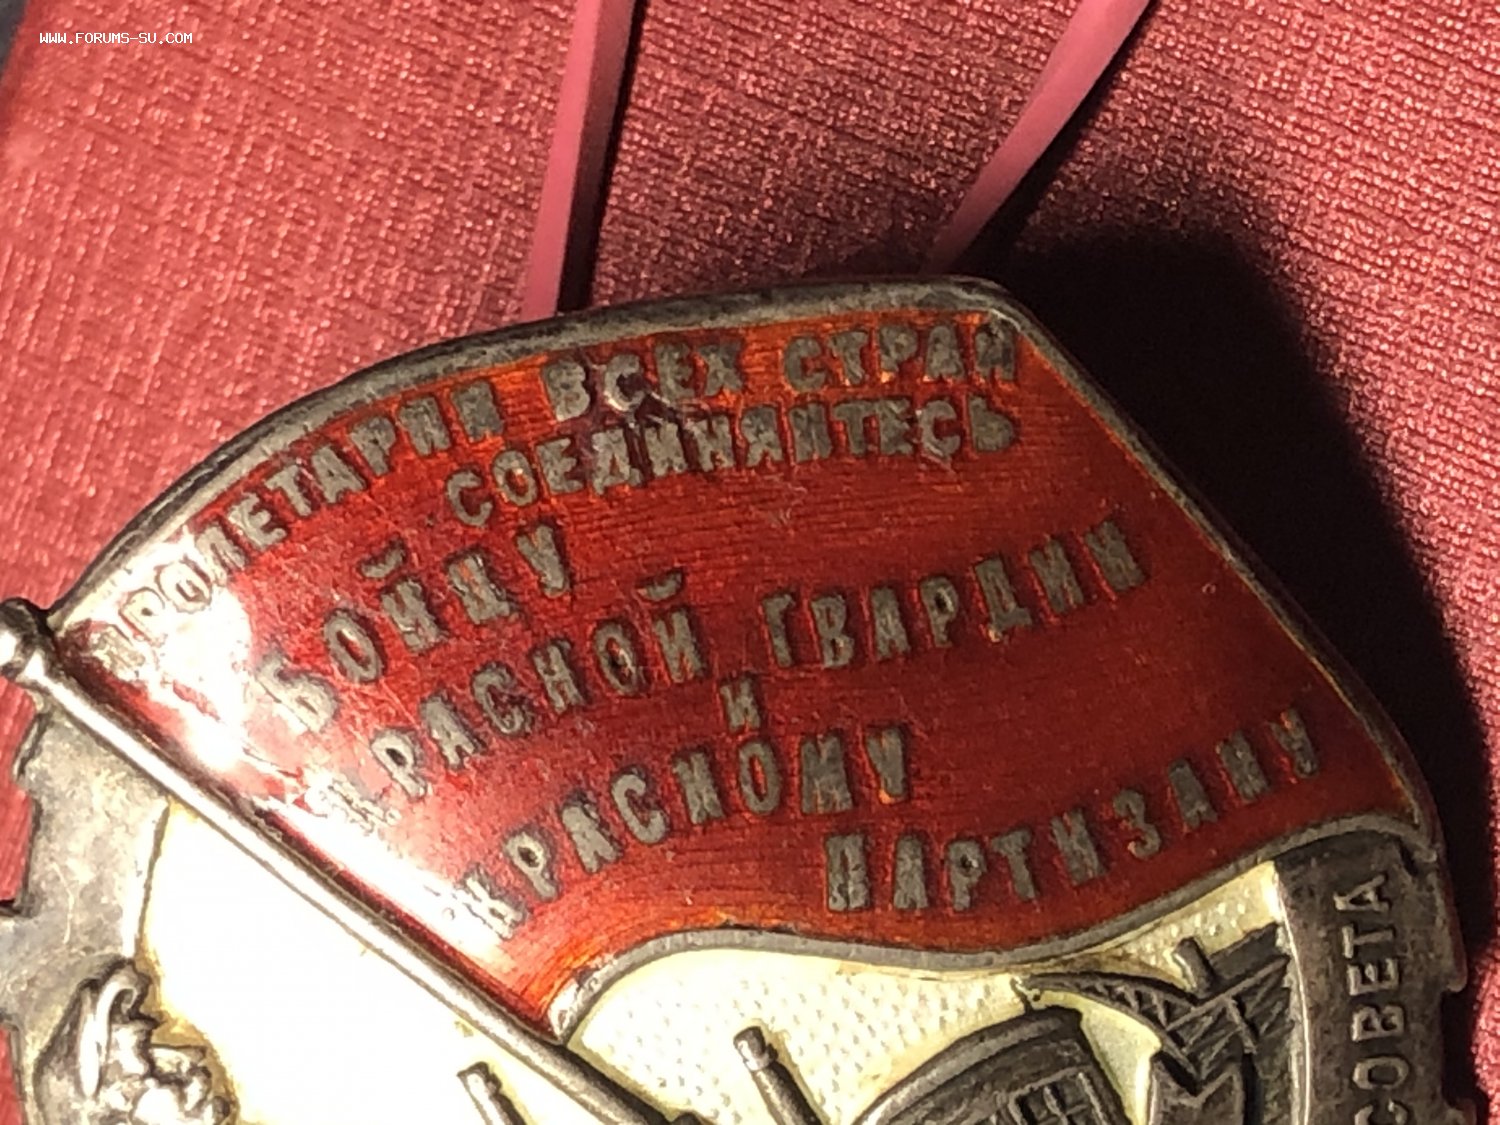 WWW.FORUMS-SU.COM
ПРОЛЕТАРИИ ВСЕХ СТРАН
СОЕДИНЯЙТЕСЬ
БОЙЦУ
КРАСНОЙ ГВАРДИИ
И
КРАСНОМУ
ПАРТИЗАНУ
СОВЕТА